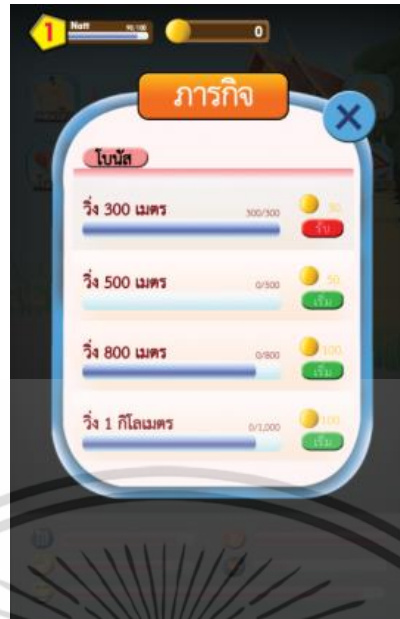 1 Natt 90/100 0
ภารกิจ
โบนัส
วิ่ง 300 เมตร 300/300 50
รับ
วิ่ง 500 เมตร 0/500 50
เริ่ม
วิ่ง 800 เมตร 0/800 100
เริ่ม
วิ่ง 1 กิโลเมตร 0/1,000 100
เริ่ม